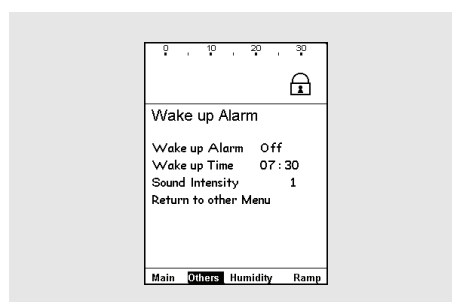 0 10 20 30
Wake up Alarm
Wake up Alarm Off
Wake up Time 07:30
Sound Intensity 1
Return to other Menu
Main Others Humidity Ramp